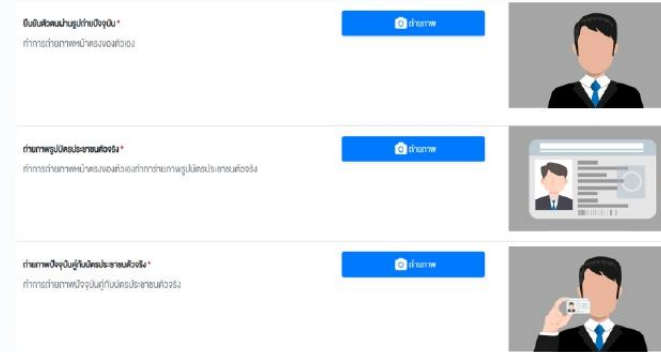 ยืนยันตัวตนผ่านรูปถ่ายปัจจุบัน *
ถ่ายภาพ
ทำการถ่ายภาพหน้าตรงของตัวเอง
ถ่ายภาพรูปบัตรประชาชนตัวจริง *
ถ่ายภาพ
ทำการถ่ายภาพหน้าตรงของตัวเองทำการถ่ายภาพรูปบัตรประชาชนตัวจริง
ถ่ายภาพปัจจุบันคู่กับบัตรประชาชนตัวจริง *
ถ่ายภาพ
ทำการถ่ายภาพปัจจุบันคู่กับบัตรประชาชนตัวจริง